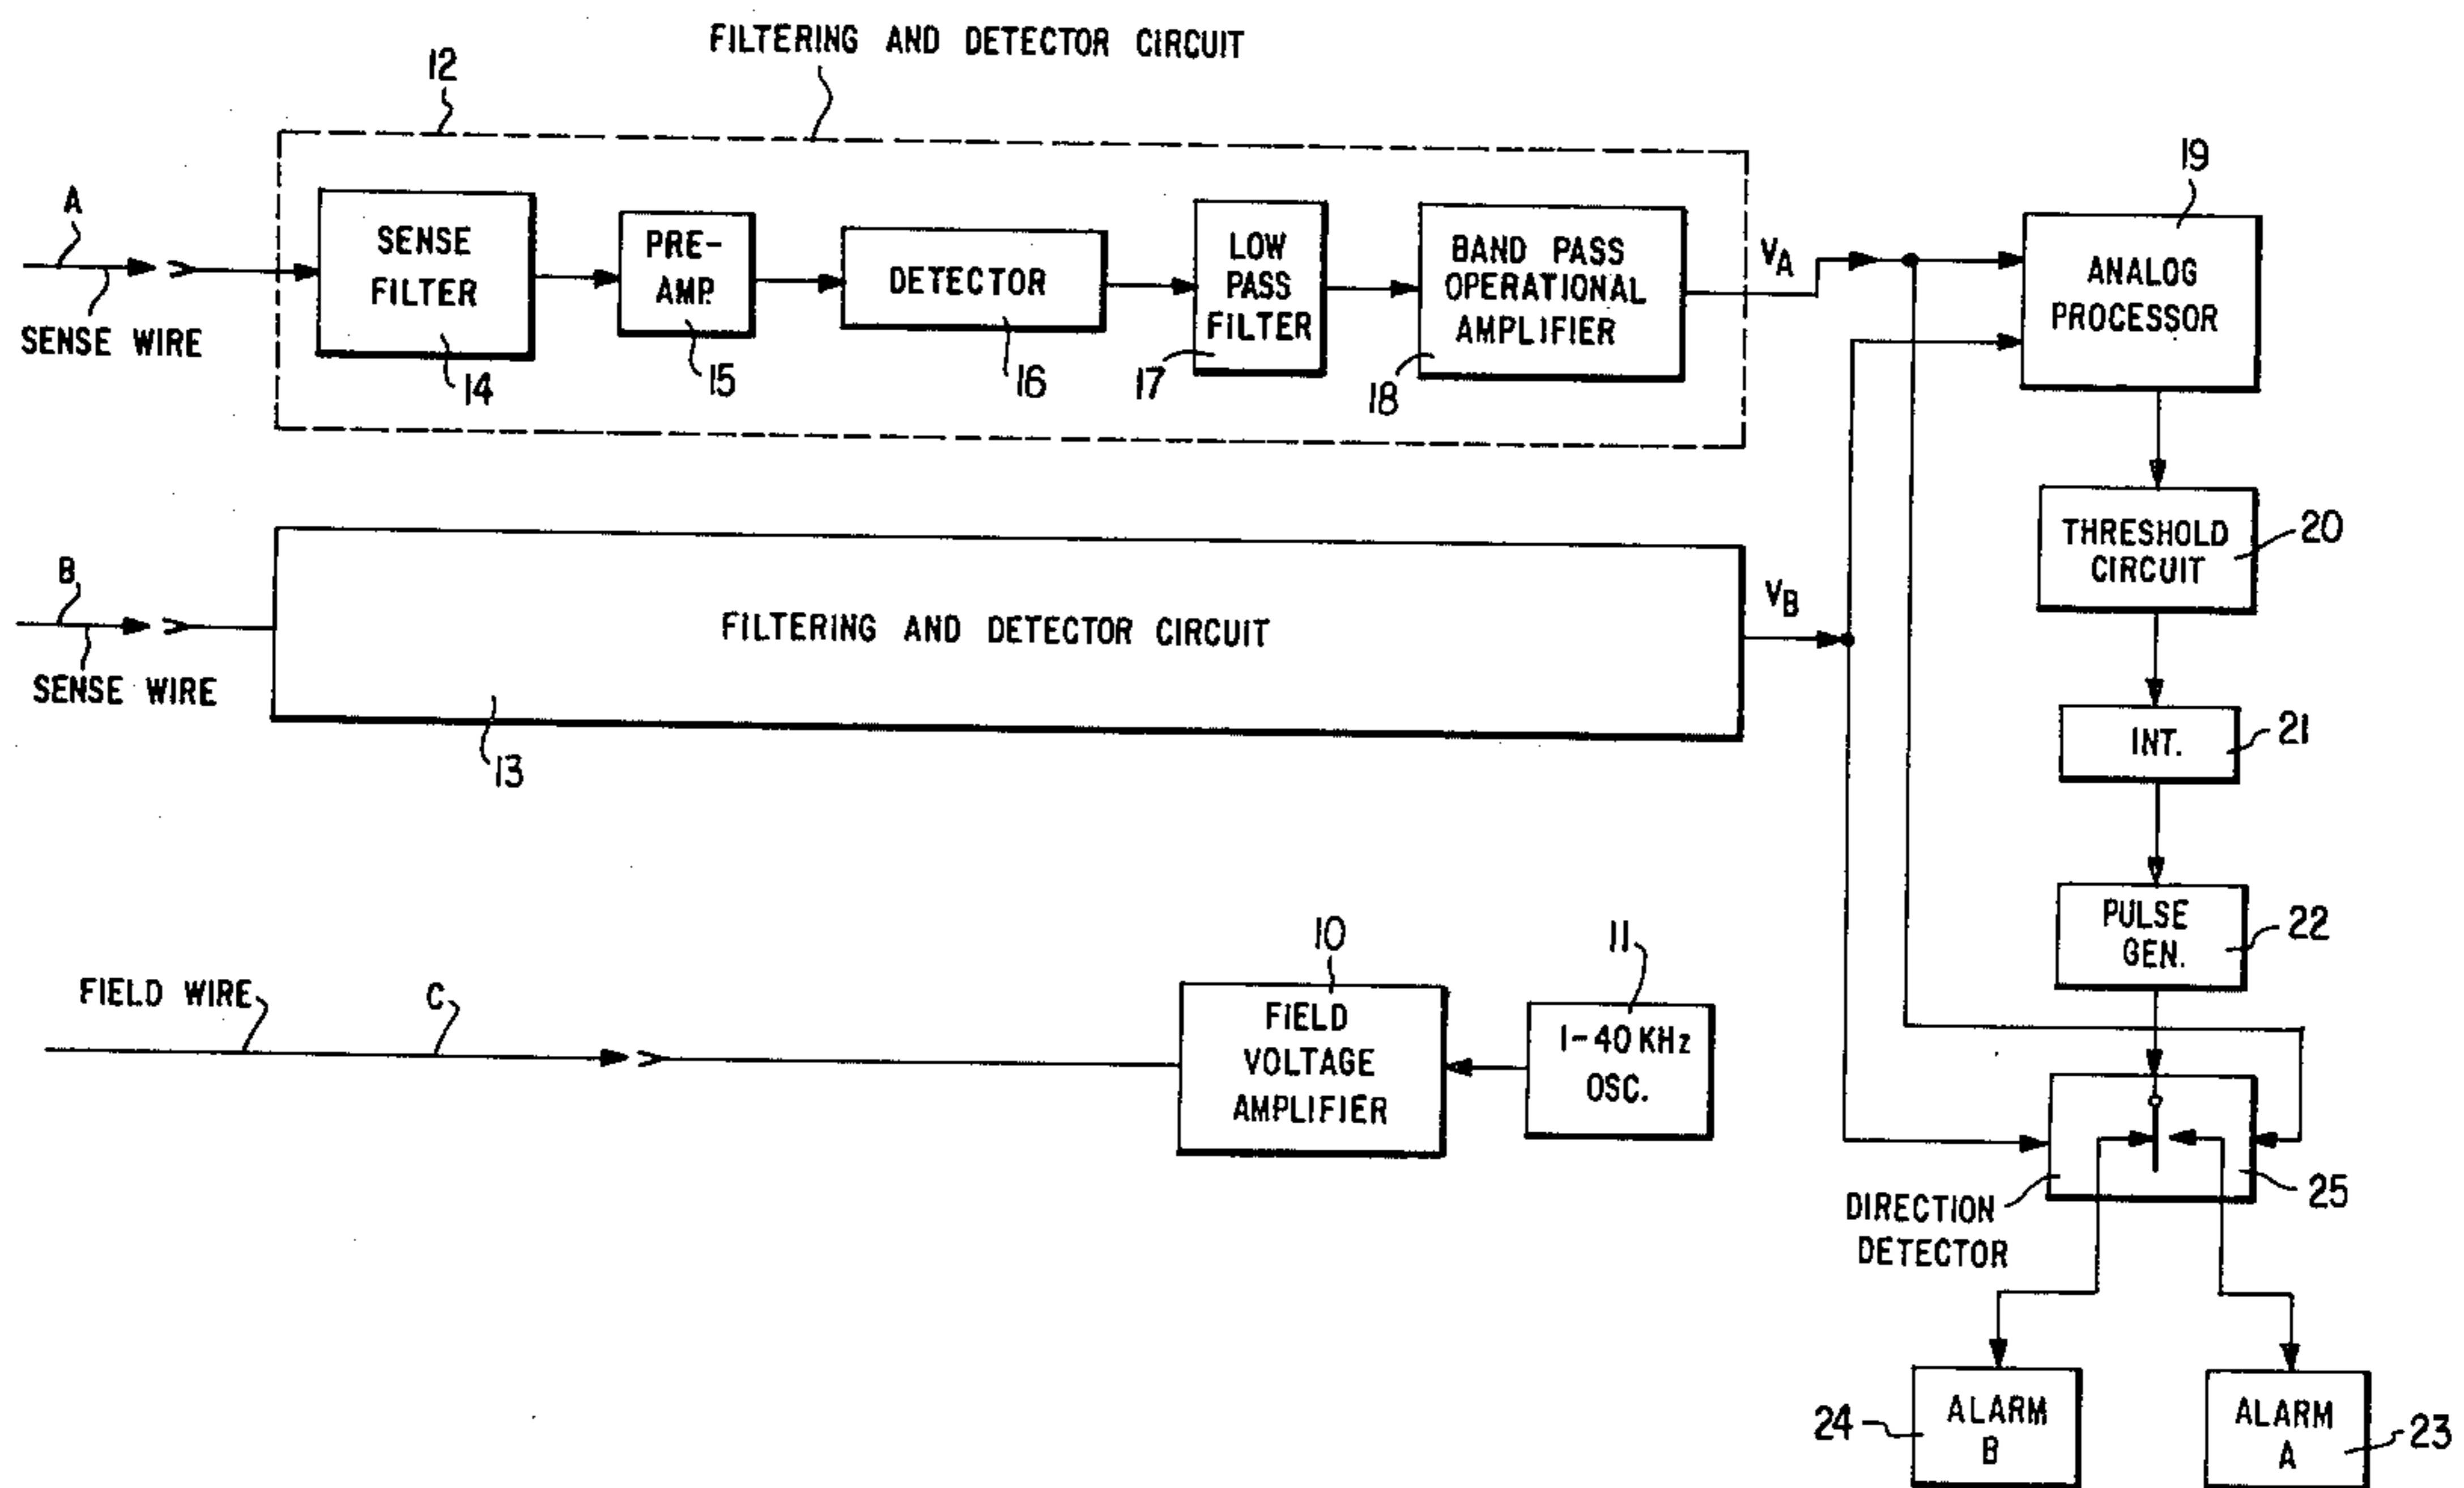 FILTERING AND DETECTOR CIRCUIT
12
A
SENSE WIRE
SENSE
FILTER
14
PRE-
AMP.
15
DETECTOR
16
LOW
PASS
FILTER
17
BAND PASS
OPERATIONAL
AMPLIFIER
18
VA
19
ANALOG
PROCESSOR
THRESHOLD
CIRCUIT
20
B
SENSE WIRE
FILTERING AND DETECTOR CIRCUIT
13
VB
INT.
21
PULSE
GEN.
22
FIELD WIRE
C
10
FIELD
VOLTAGE
AMPLIFIER
11
1-40 KHz
OSC.
DIRECTION
DETECTOR
25
24
ALARM
B
ALARM
A
23